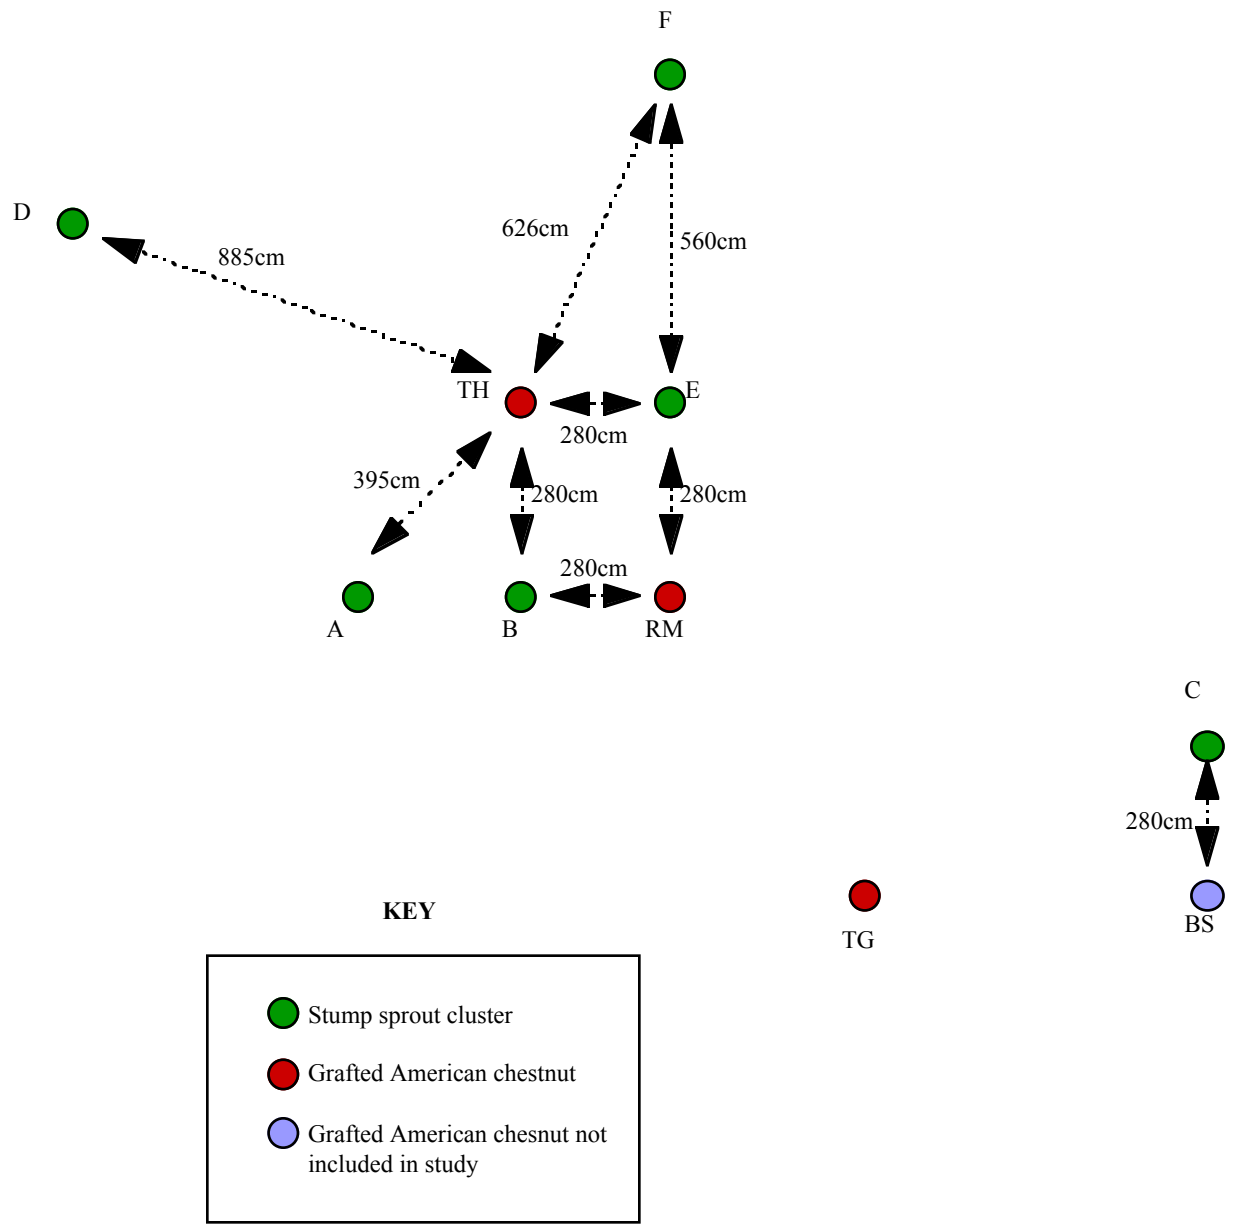 F
D
626cm
560cm
885cm
TH
E
280cm
395cm
280cm
280cm
280cm
A
B
RM
C
280cm
KEY
BS
TG
Stump sprout cluster
Grafted American chestnut
Grafted American chesnut not
included in study